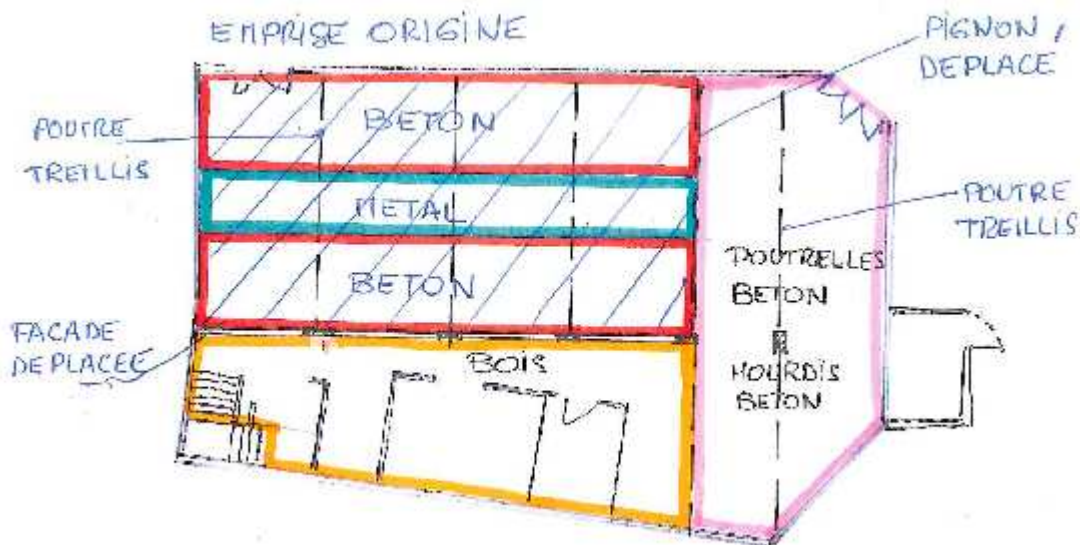 EMPRISE ORIGINE
PIGNON,
DEPLACE
POUTRE
TREILLIS
BETON
METAL
BETON
POUTRE
TREILLIS
POUTRELLES
BETON
FACADE
DEPLACEE
BOIS
HOURDIS
BETON